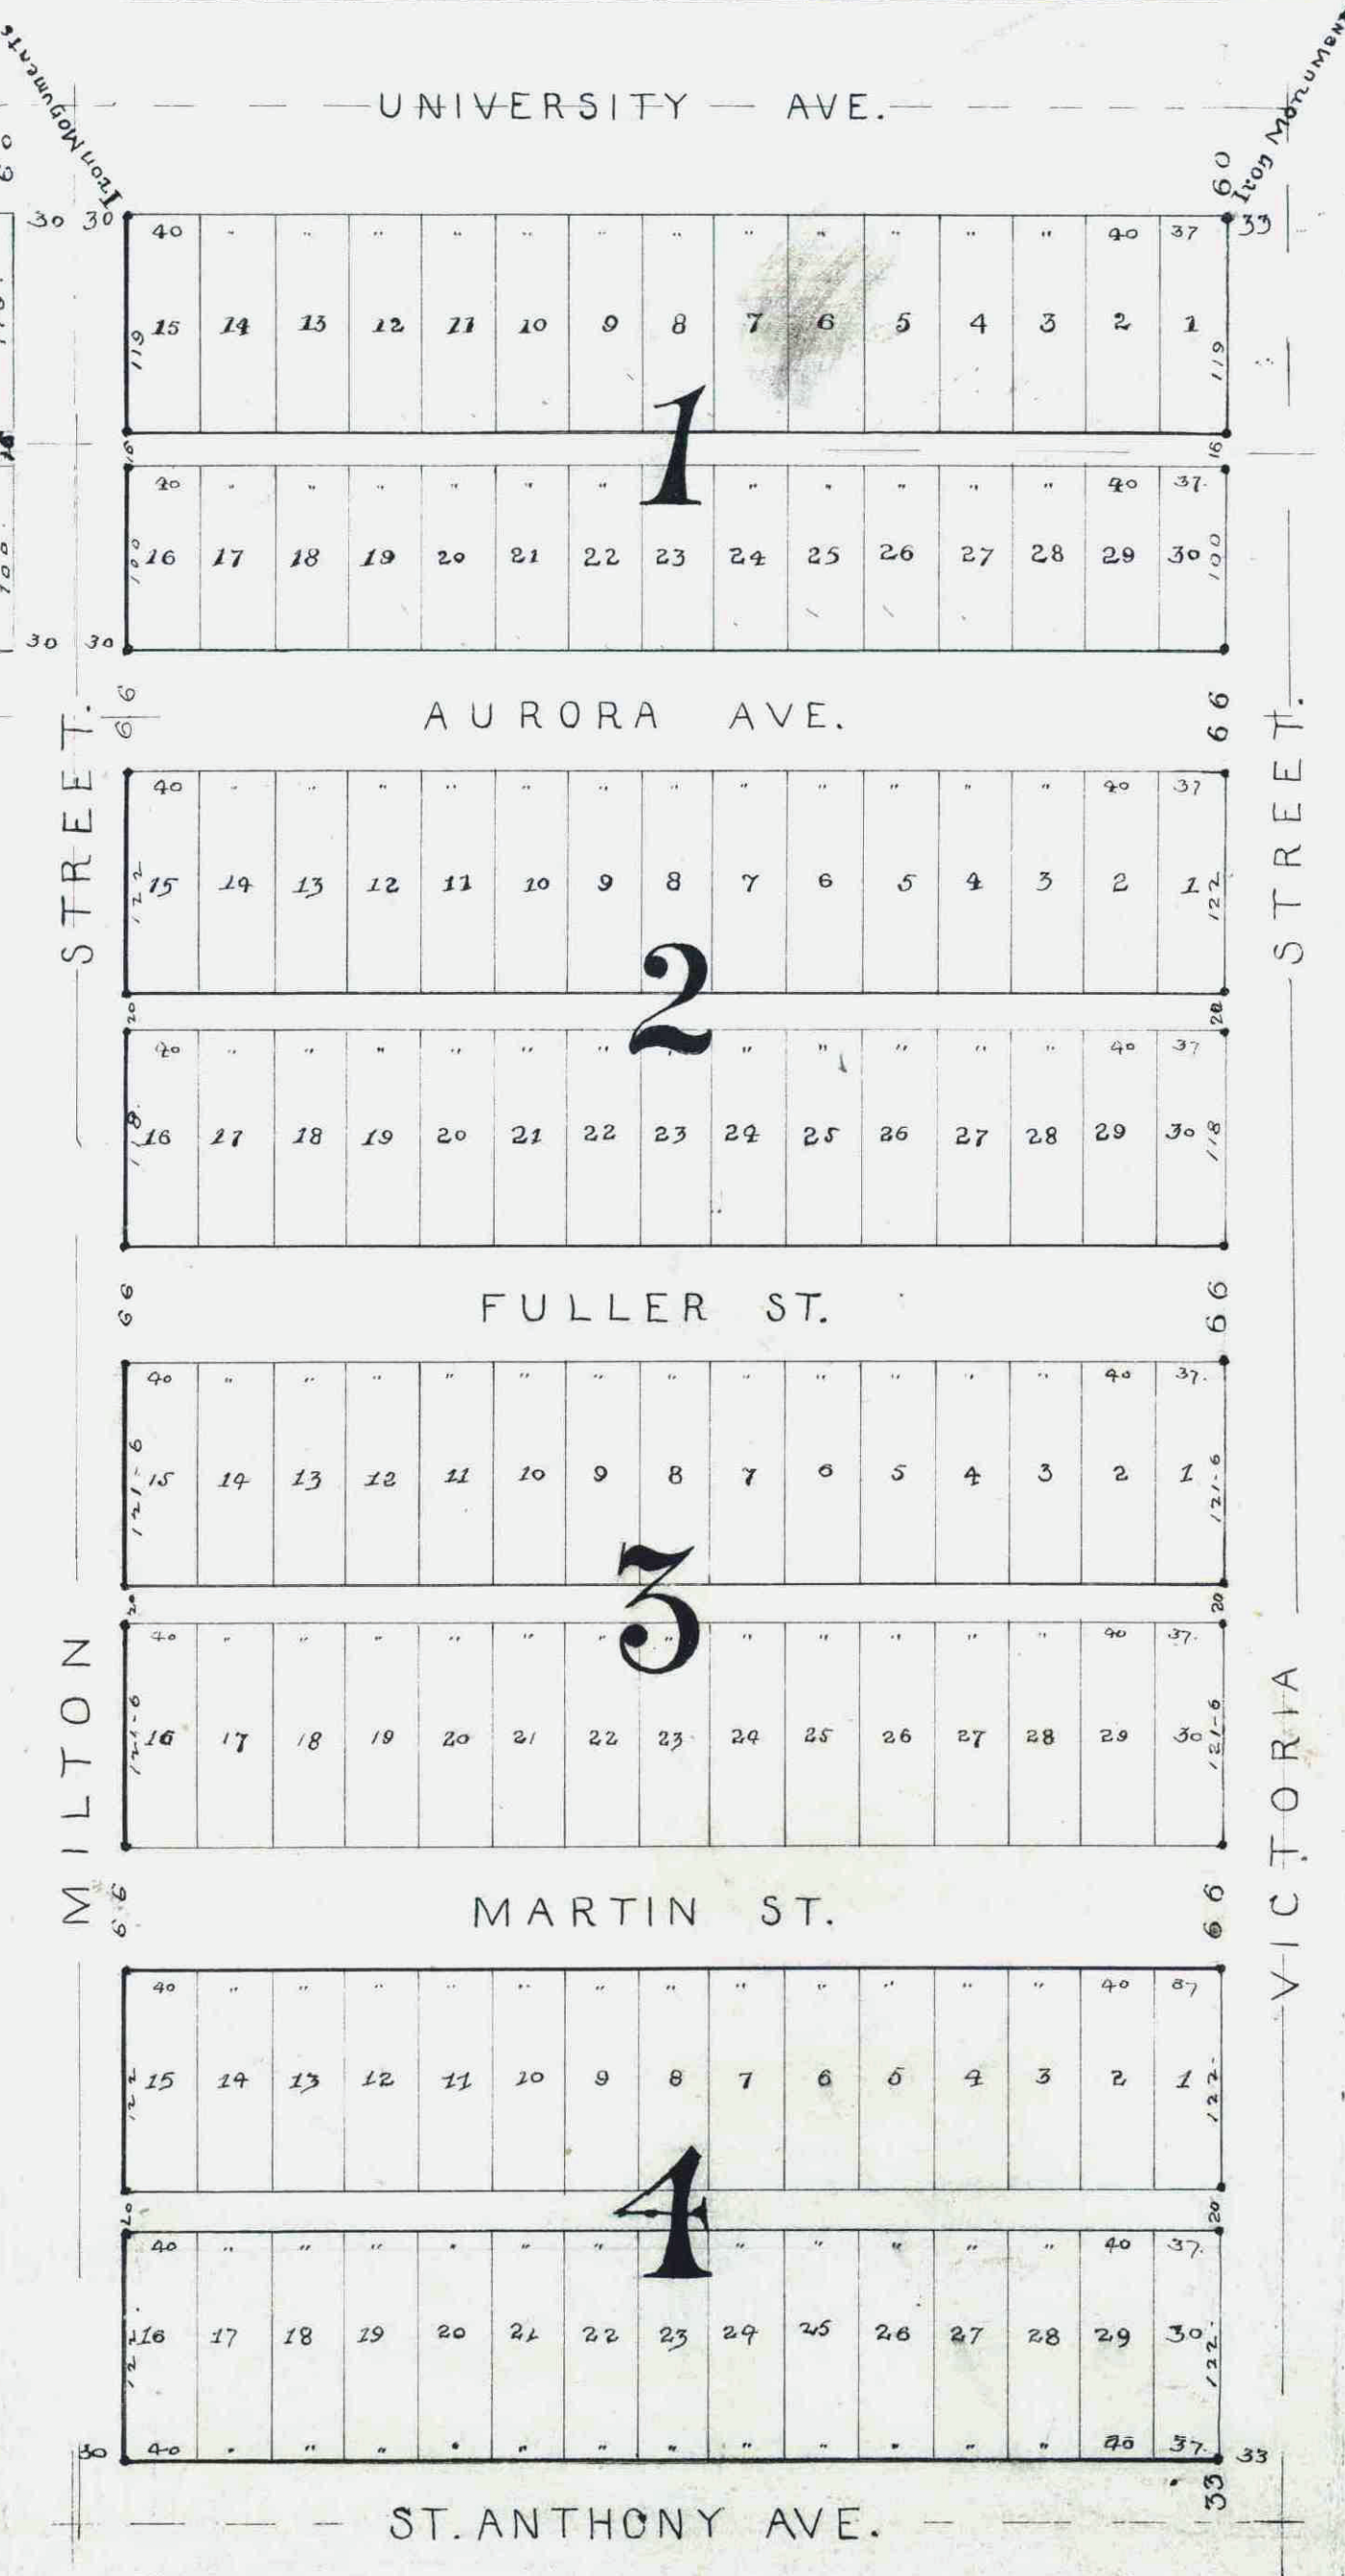 Iron Monuments
UNIVERSITY AVE.
60
Iron Monuments
30 30 33
40 " " " " " " " " " " " " 40 37
119 15 14 13 12 11 10 9 8 7 6 5 4 3 2 1 119
1
16 16
40 " " " " " " " " " " " 40 37.
100 16 17 18 19 20 21 22 23 24 25 26 27 28 29 30 100
30 30
66 AURORA AVE. 66
40 " " " " " " " " " " " " 40 37
122 15 14 13 12 11 10 9 8 7 6 5 4 3 2 1 122
2
20 20
40 " " " " " " " " " " " 40 37
118. 16 17 18 19 20 21 22 23 24 25 26 27 28 29 30 118
66 FULLER ST. 66
40 " " " " " " " " " " " " 40 37.
121-6 15 14 13 12 11 10 9 8 7 6 5 4 3 2 1 121-6
3
20 20
40 " " " " " " " " " " " " 40 37.
121-6 16 17 18 19 20 21 22 23 24 25 26 27 28 29 30 121-6
66 MARTIN ST. 66
40 " " " " " " " " " " " " 40 37
122 15 14 13 12 11 10 9 8 7 6 5 4 3 2 1 122
4
20 20
40 " " " " " " " " " " " 40 37.
122. 16 17 18 19 20 21 22 23 24 25 26 27 28 29 30 122.
30 40 " " " " " " " " " " " " 40 37. 33
33
ST. ANTHONY AVE.
MILTON STREET.
VICTORIA STREET.